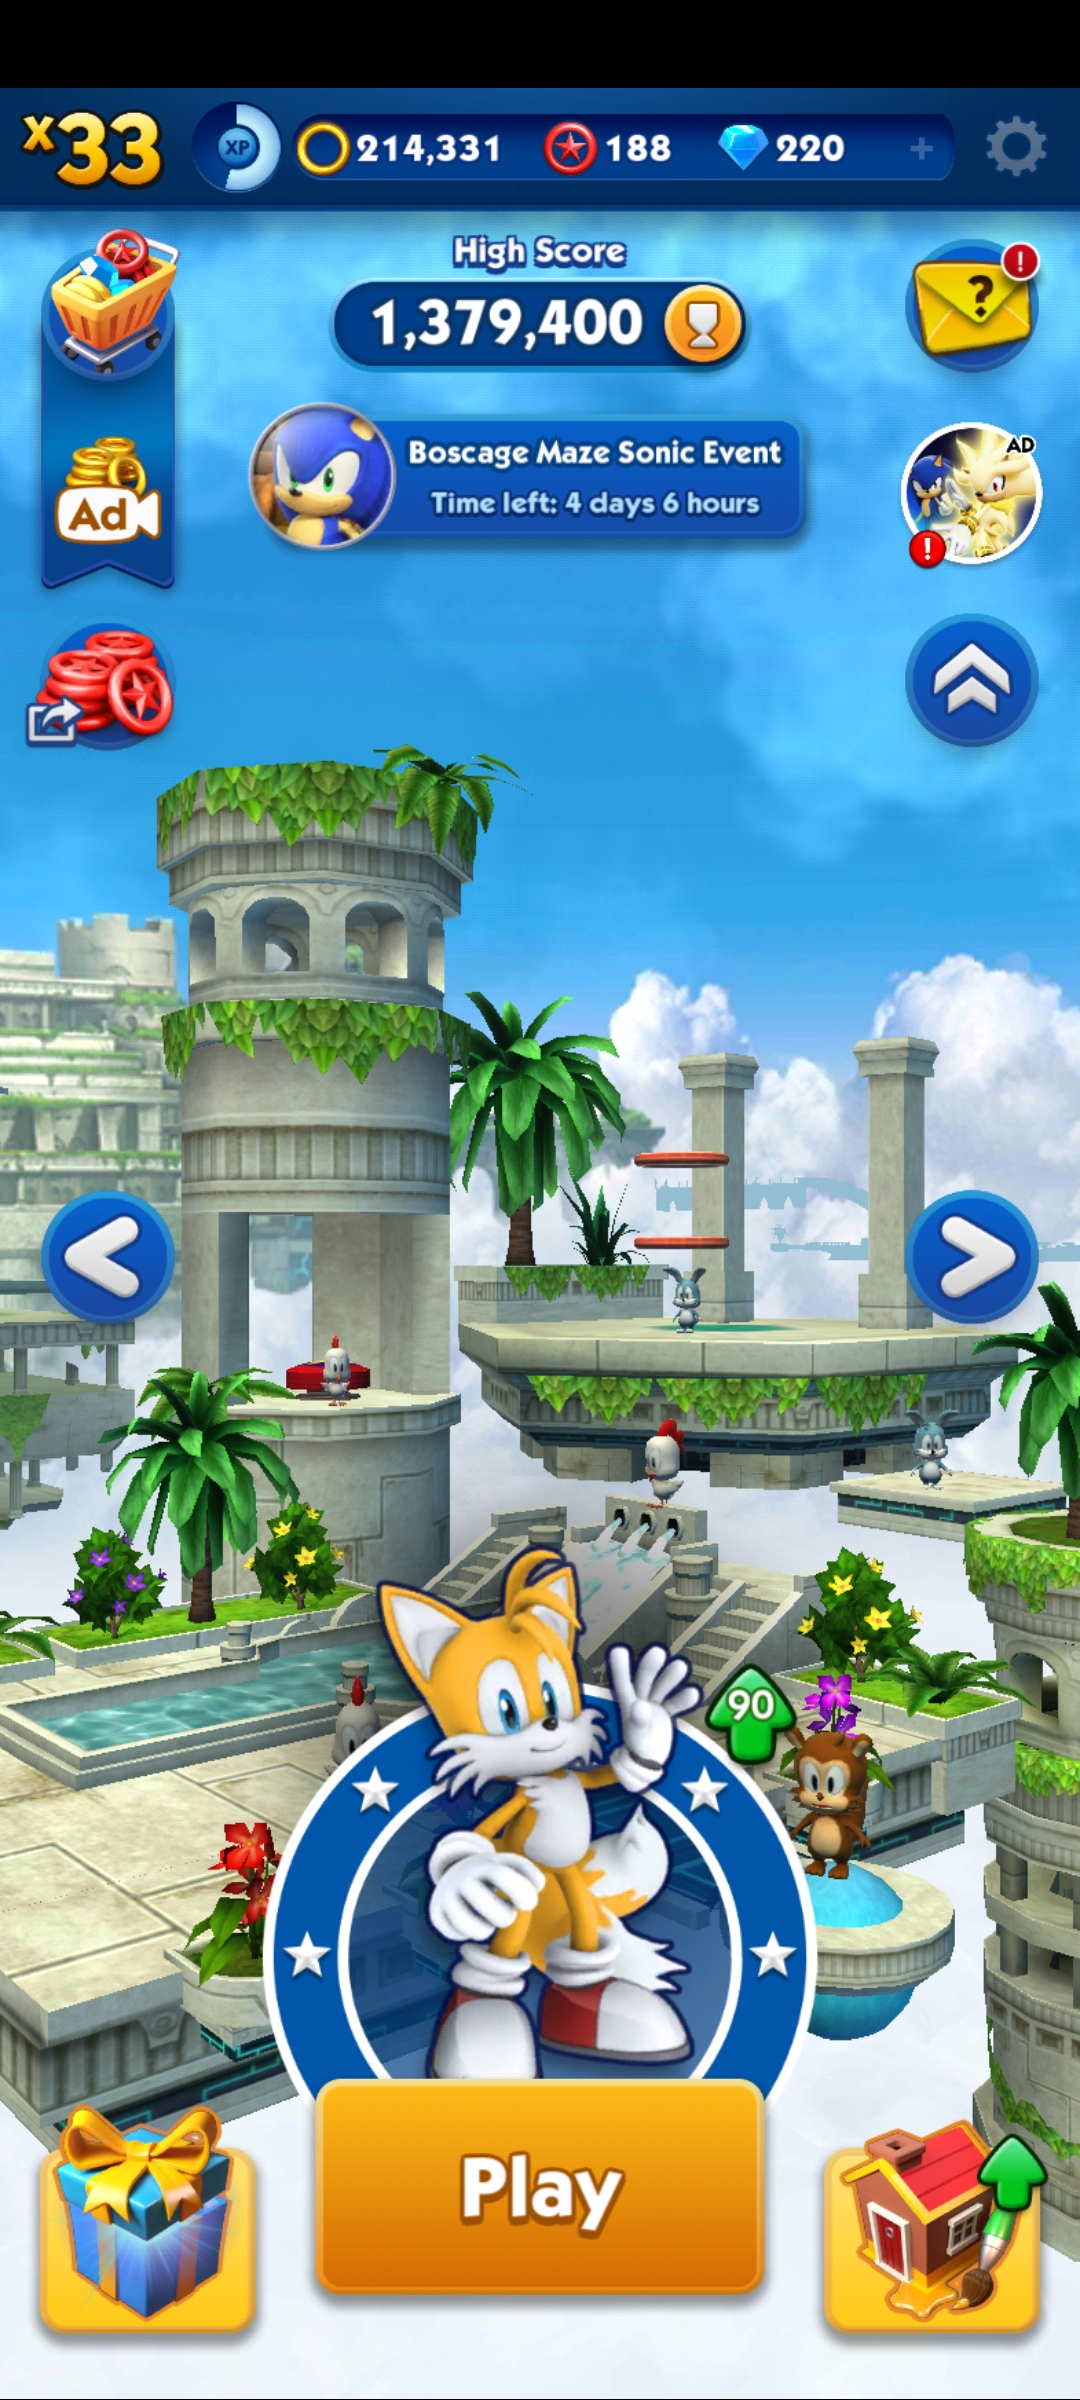 x33
XP
214,331
188
220
High Score
1,379,400
Boscage Maze Sonic Event
Time left: 4 days 6 hours
AD
Ad
90
Play